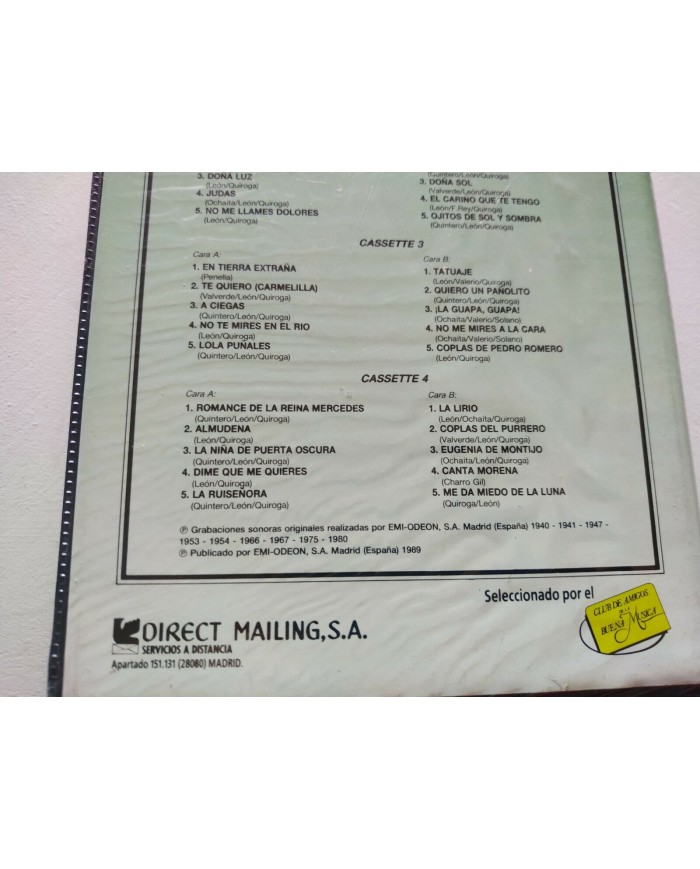 3. DOÑA LUZ
(León/Quiroga)
4. JUDAS
(Ochaita/León/Quiroga)
5. NO ME LLAMES DOLORES
(León/Quiroga)
(Quintero/León/Quiroga)
3. DOÑA SOL
(Valverde/León/Quiroga)
4. EL CARINO QUE TE TENGO
(León/F.Rey/Quiroga)
5. OJITOS DE SOL Y SOMBRA
(Quintero/León/Quiroga)
CASSETTE 3
Cara A:
1. EN TIERRA EXTRAÑA
(Penella)
2. TE QUIERO (CARMELILLA)
(Valverde/León/Quiroga)
3. A CIEGAS
(Quintero/León/Quiroga)
4. NO TE MIRES EN EL RIO
(León/Quiroga)
5. LOLA PUÑALES
(Quintero/León/Quiroga)
Cara B:
1. TATUAJE
(León/Valerio/Quiroga)
2. QUIERO UN PAÑOLITO
(Quintero/León/Quiroga)
3. ¡LA GUAPA, GUAPA!
(Ochaita/Valerio/Solano)
4. NO ME MIRES A LA CARA
(Ochaita/Valerio/Solano)
5. COPLAS DE PEDRO ROMERO
(León/Quiroga)
CASSETTE 4
Cara A:
1. ROMANCE DE LA REINA MERCEDES
(Quintero/León/Quiroga)
2. ALMUDENA
(León/Quiroga)
3. LA NIÑA DE PUERTA OSCURA
(Quintero/León/Quiroga)
4. DIME QUE ME QUIERES
(León/Quiroga)
5. LA RUISEÑORA
(Quintero/León/Quiroga)
Cara B:
1. LA LIRIO
(León/Ochaita/Quiroga)
2. COPLAS DEL PURRERO
(Valverde/León/Quiroga)
3. EUGENIA DE MONTIJO
(Ochaita/León/Quiroga)
4. CANTA MORENA
(Charro Gil)
5. ME DA MIEDO DE LA LUNA
(Quiroga/León)
℗ Grabaciones sonoras originales realizadas por EMI-ODEON, S.A. Madrid (España) 1940 - 1941 - 1947 -
1953 - 1954 - 1966 - 1967 - 1975 - 1980
℗ Publicado por EMI-ODEON, S.A. Madrid (España) 1989
Seleccionado por el
CLUB DE AMIGOS
DE LA
BUENA MUSICA
DIRECT MAILING, S.A.
SERVICIOS A DISTANCIA
Apartado 151.131 (28080) MADRID.